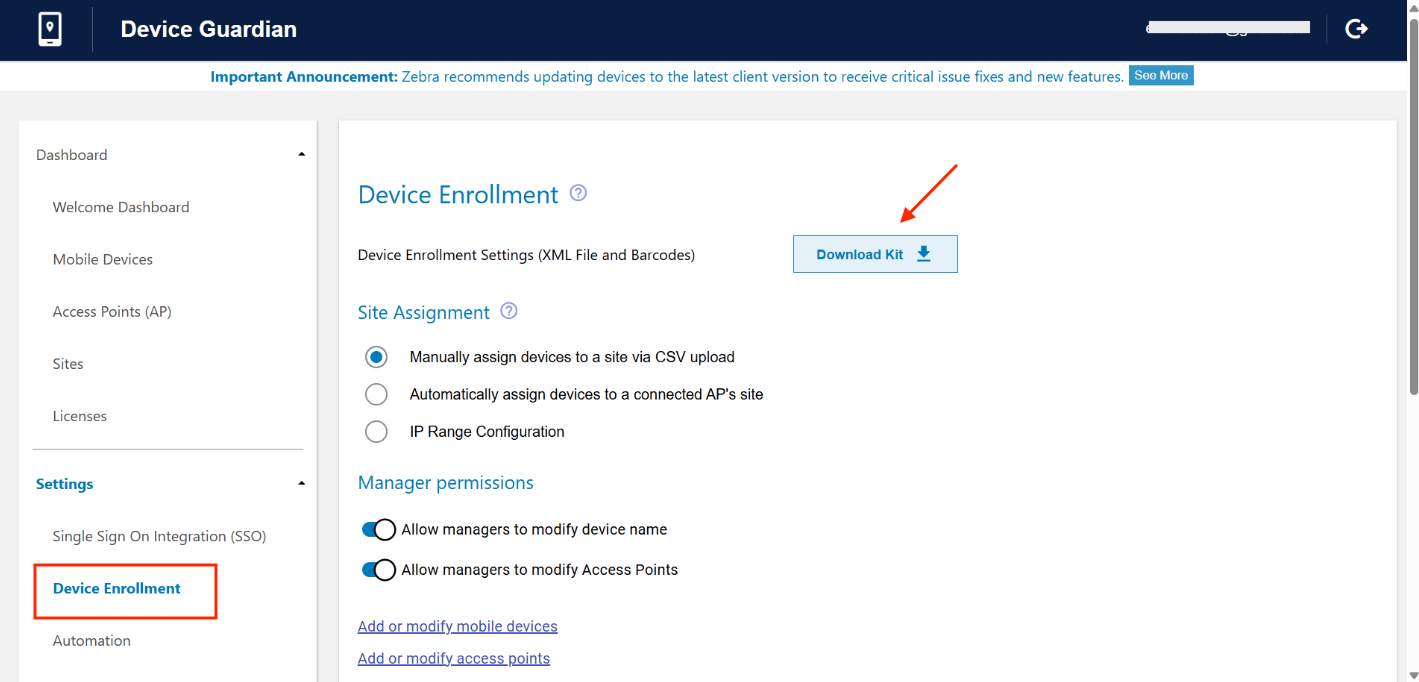 Device Guardian
Important Announcement: Zebra recommends updating devices to the latest client version to receive critical issue fixes and new features. See More
Dashboard
Welcome Dashboard
Mobile Devices
Access Points (AP)
Sites
Licenses
Settings
Single Sign On Integration (SSO)
Device Enrollment
Automation
Device Enrollment ?
Device Enrollment Settings (XML File and Barcodes) Download Kit
Site Assignment ?
Manually assign devices to a site via CSV upload
Automatically assign devices to a connected AP's site
IP Range Configuration
Manager permissions
Allow managers to modify device name
Allow managers to modify Access Points
Add or modify mobile devices
Add or modify access points